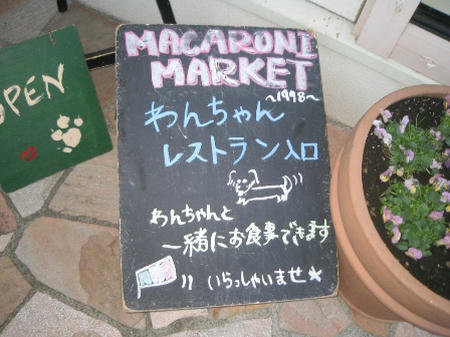 OPEN
MACARONI
MARKET
～1998～
わんちゃん
レストラン入口
わんちゃんと
一緒にお食事できます
いらっしゃいませ